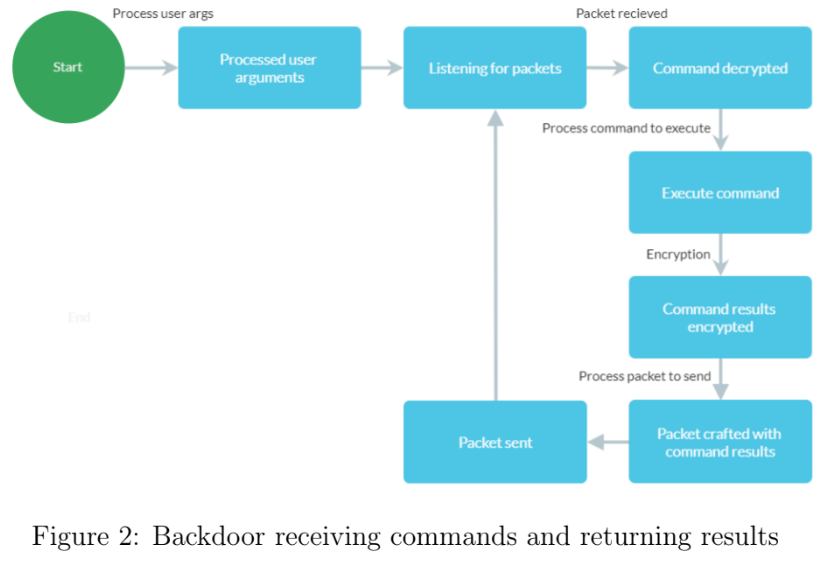 Process user args
Packet recieved
Start
Processed user
arguments
Listening for packets
Command decrypted
Process command to execute
Execute command
Encryption
Command results
encrypted
End
Process packet to send
Packet sent
Packet crafted with
command results
Figure 2: Backdoor receiving commands and returning results